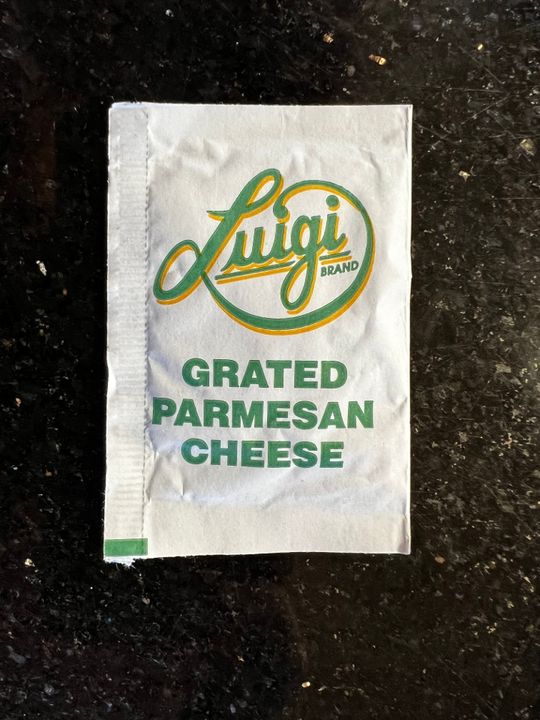 Luigi
BRAND
GRATED
PARMESAN
CHEESE